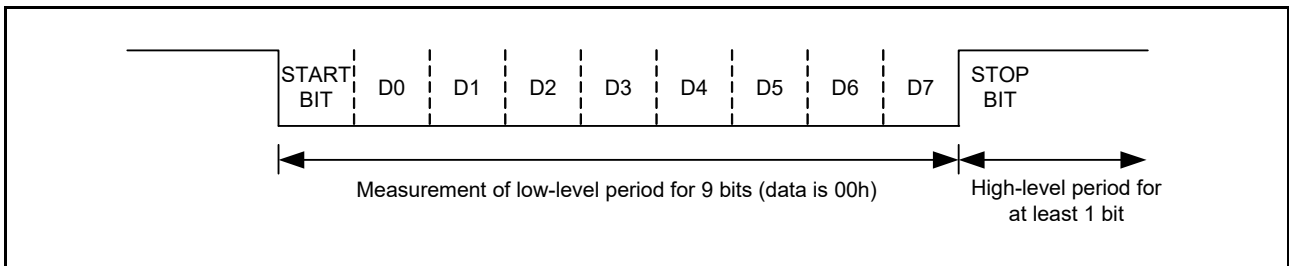 START
BIT
D0
D1
D2
D3
D4
D5
D6
D7
STOP
BIT
Measurement of low-level period for 9 bits (data is 00h)
High-level period for
at least 1 bit